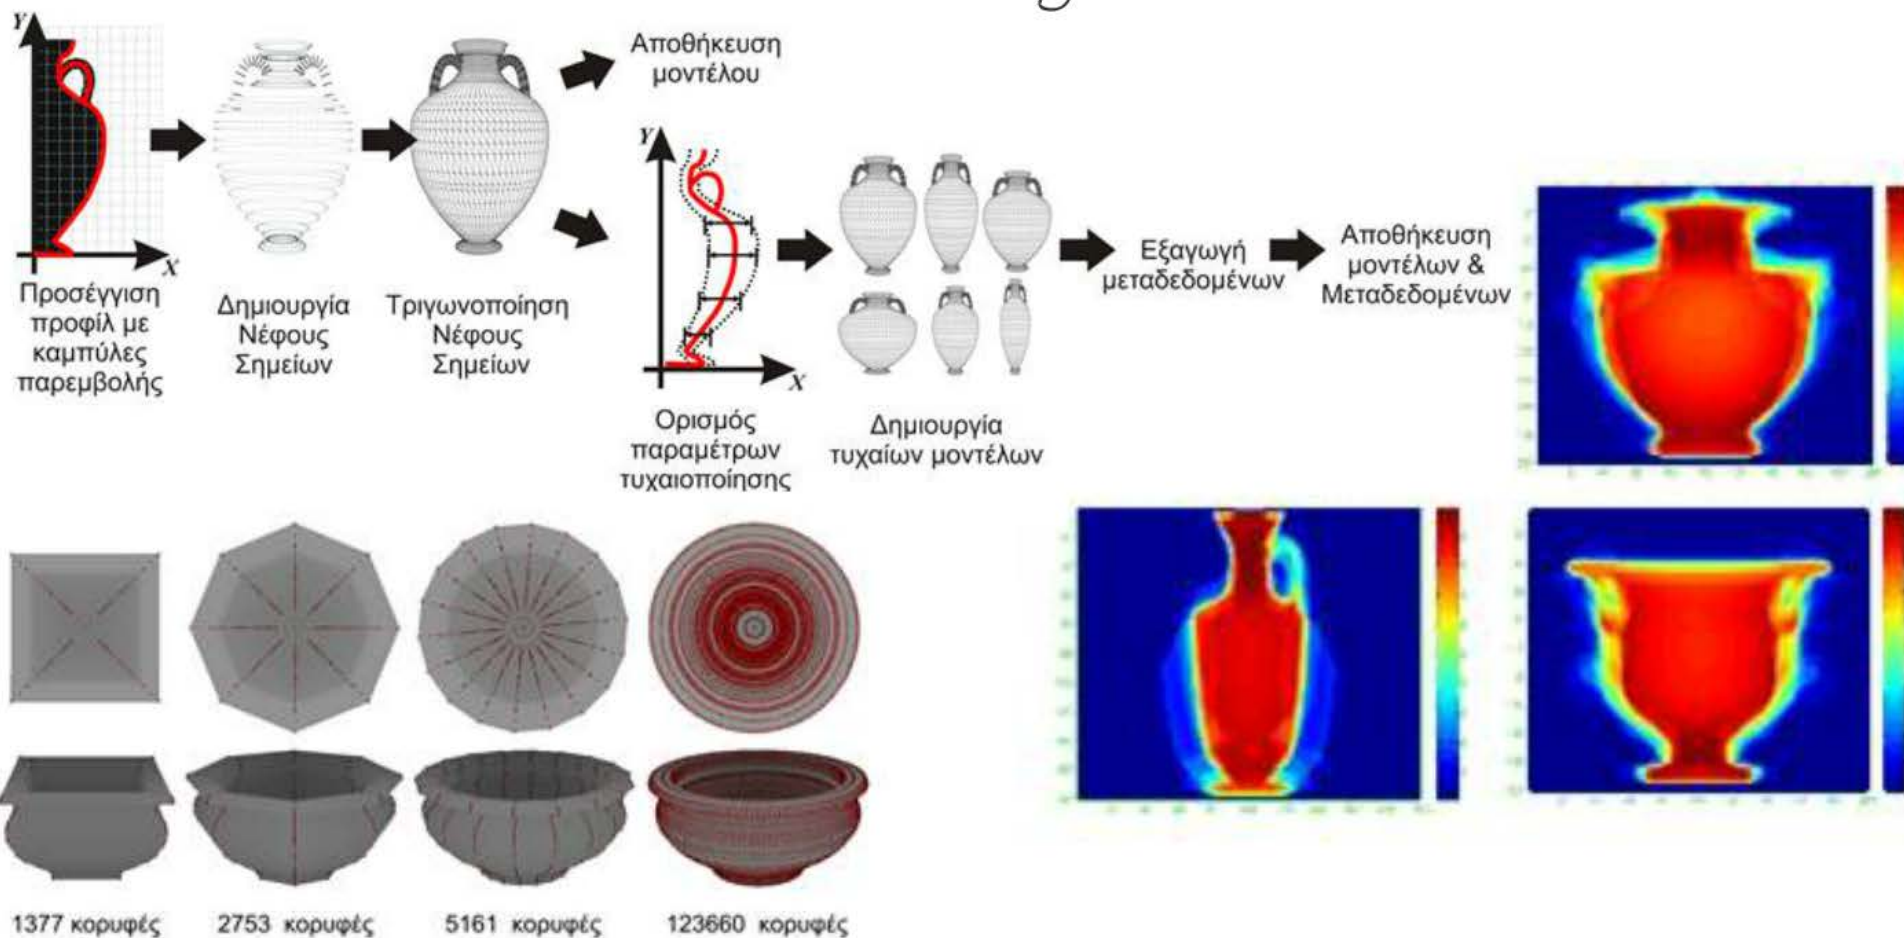 Αποθήκευση
μοντέλου
Y
X
Προσέγγιση
προφίλ με
καμπύλες
παρεμβολής
Δημιουργία
Νέφους
Σημείων
Τριγωνοποίηση
Νέφους
Σημείων
Y
X
Ορισμός
παραμέτρων
τυχαιοποίησης
Δημιουργία
τυχαίων μοντέλων
Εξαγωγή
μεταδεδομένων
Αποθήκευση
μοντέλων &
Μεταδεδομένων
1377 κορυφές
2753 κορυφές
5161 κορυφές
123660 κορυφές